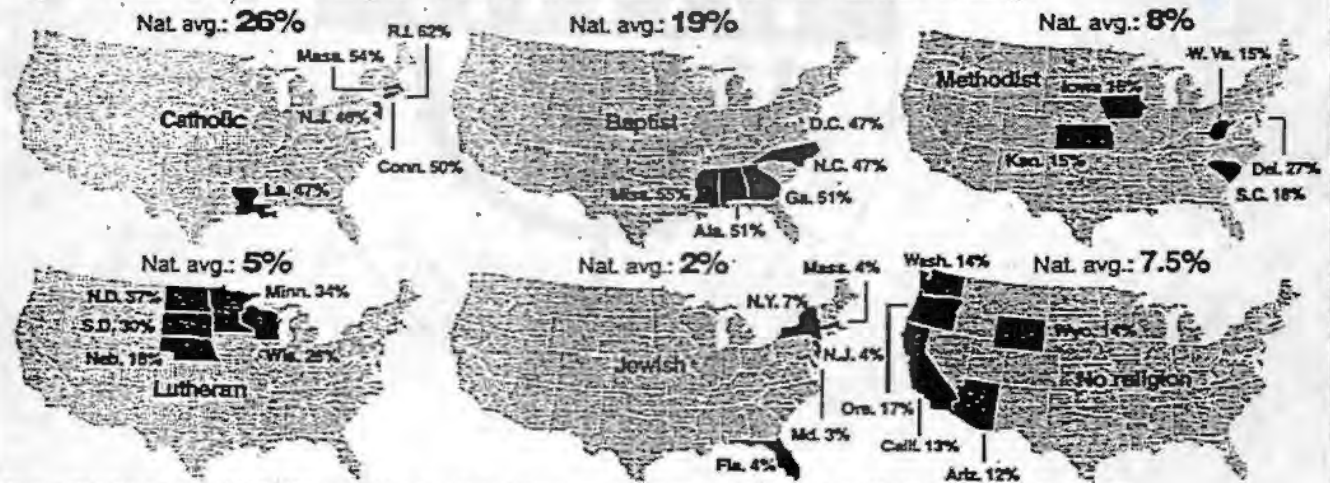 Nat. avg.: 26%
R.I. 62%
Mass. 54%
N.J. 46%
Catholic
Conn. 50%
La. 47%
Nat. avg.: 19%
Baptist
D.C. 47%
N.C. 47%
Miss. 55%
Ga. 51%
Ala. 51%
Nat. avg.: 8%
W. Va. 15%
Methodist
Iowa 16%
Kan. 15%
Del. 27%
S.C. 18%
Nat. avg.: 5%
N.D. 37%
Minn. 34%
S.D. 30%
Neb. 16%
Wis. 26%
Lutheran
Nat. avg.: 2%
Mass. 4%
N.Y. 7%
Jewish
N.J. 4%
Md. 3%
Fla. 4%
Nat. avg.: 7.5%
Wash. 14%
Wyo. 14%
No religion
Ore. 17%
Calif. 13%
Ariz. 12%